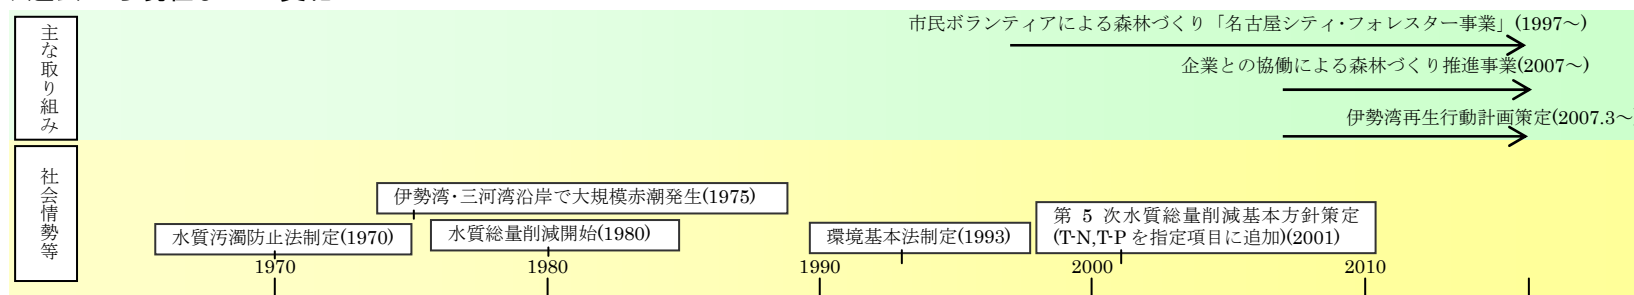 主な取り組み
市民ボランティアによる森林づくり「名古屋シティ・フォレスター事業」(1997～)
企業との協働による森林づくり推進事業(2007～)
伊勢湾再生行動計画策定(2007.3～
社会情勢等
伊勢湾・三河湾沿岸で大規模赤潮発生(1975)
水質汚濁防止法制定(1970)
水質総量削減開始(1980)
環境基本法制定(1993)
第 5 次水質総量削減基本方針策定
(T-N,T-P を指定項目に追加)(2001)
1970
1980
1990
2000
2010